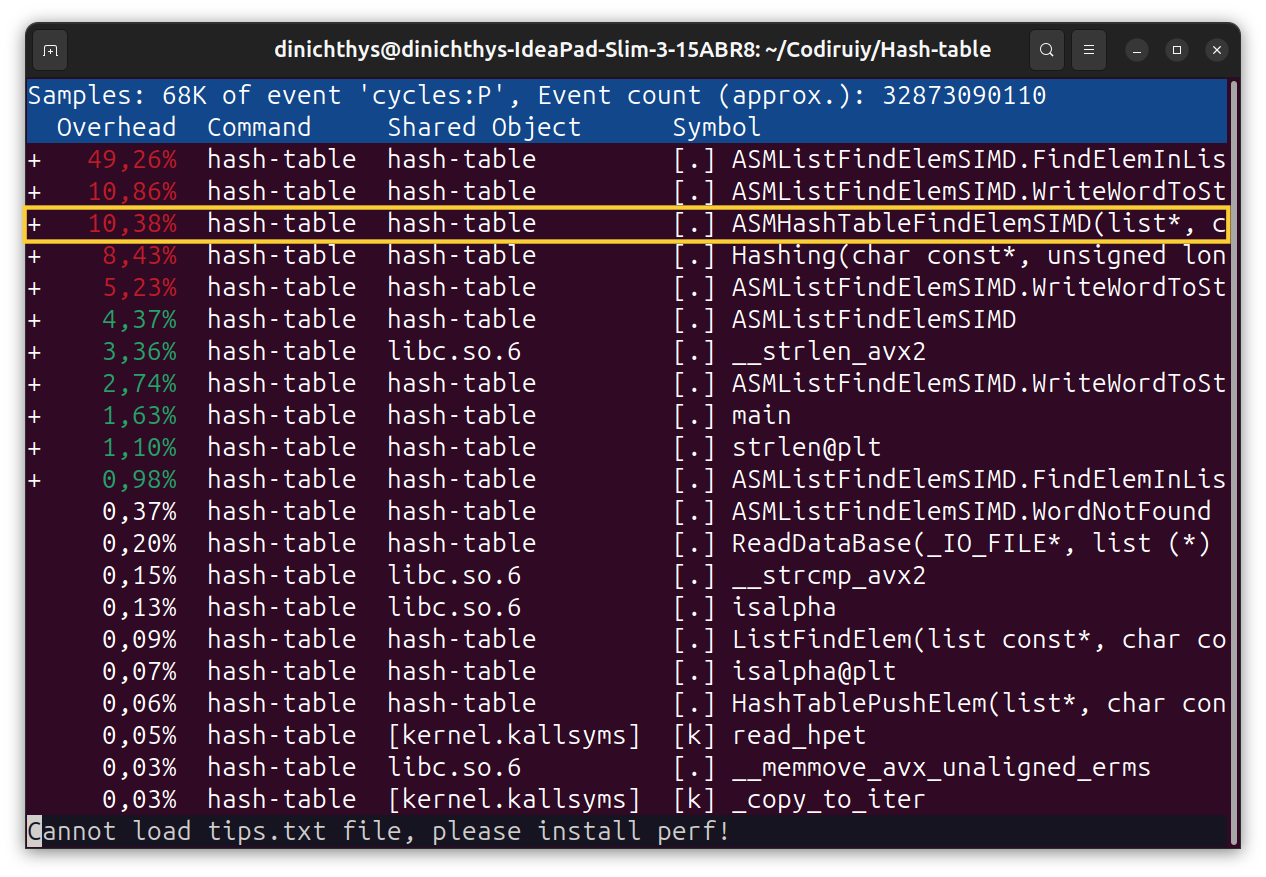 dinichthys@dinichthys-IdeaPad-Slim-3-15ABR8: ~/Codiruiy/Hash-table
Samples: 68K of event 'cycles:P', Event count (approx.): 32873090110
Overhead  Command  Shared Object  Symbol
+ 49,26% hash-table hash-table [.] ASMListFindElemSIMD.FindElemInLis
+ 10,86% hash-table hash-table [.] ASMListFindElemSIMD.WriteWordToSt
+ 10,38% hash-table hash-table [.] ASMHashTableFindElemSIMD(list*, c
+ 8,43% hash-table hash-table [.] Hashing(char const*, unsigned lon
+ 5,23% hash-table hash-table [.] ASMListFindElemSIMD.WriteWordToSt
+ 4,37% hash-table hash-table [.] ASMListFindElemSIMD
+ 3,36% hash-table libc.so.6 [.] __strlen_avx2
+ 2,74% hash-table hash-table [.] ASMListFindElemSIMD.WriteWordToSt
+ 1,63% hash-table hash-table [.] main
+ 1,10% hash-table hash-table [.] strlen@plt
+ 0,98% hash-table hash-table [.] ASMListFindElemSIMD.FindElemInLis
0,37% hash-table hash-table [.] ASMListFindElemSIMD.WordNotFound
0,20% hash-table hash-table [.] ReadDataBase(_IO_FILE*, list (*)
0,15% hash-table libc.so.6 [.] __strcmp_avx2
0,13% hash-table libc.so.6 [.] isalpha
0,09% hash-table hash-table [.] ListFindElem(list const*, char co
0,07% hash-table hash-table [.] isalpha@plt
0,06% hash-table hash-table [.] HashTablePushElem(list*, char con
0,05% hash-table [kernel.kallsyms] [k] read_hpet
0,03% hash-table libc.so.6 [.] __memmove_avx_unaligned_erms
0,03% hash-table [kernel.kallsyms] [k] _copy_to_iter
Cannot load tips.txt file, please install perf!